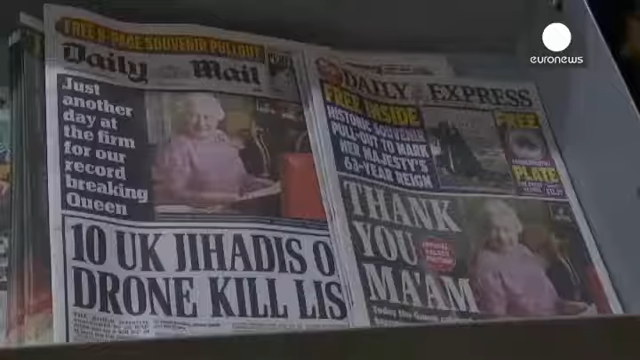 euronews
FREE 8-PAGE SOUVENIR PULLOUT
Daily Mail
Just
another
day at
the firm
for our
record
breaking
Queen
10 UK JIHADIS O
DRONE KILL LIS
DAILY EXPRESS
FREE INSIDE
HISTORIC SOUVENIR
PULL-OUT TO MARK
HER MAJESTY'S
63-YEAR REIGN
FREE
PLATE
THANK
YOU
MA'AM